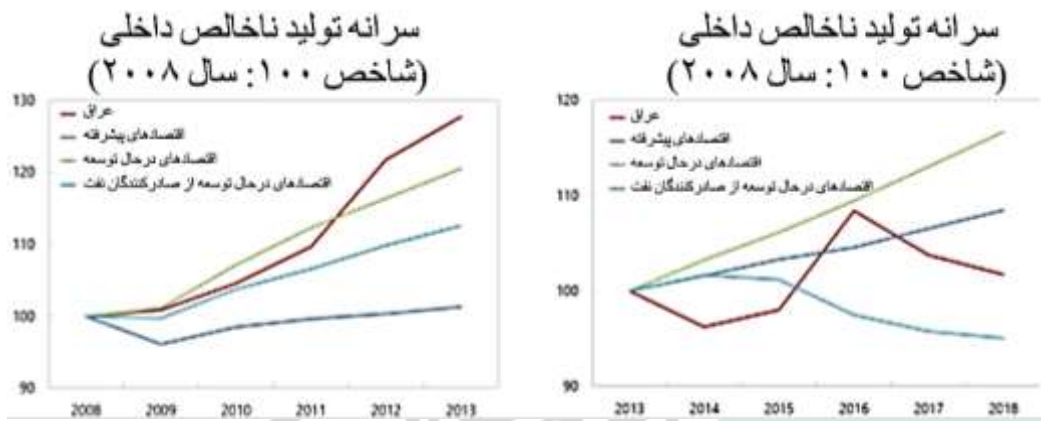 سرانه تولید ناخالص داخلی
(شاخص ۱۰۰: سال ۲۰۰۸)
130
120
110
100
90
عراق
اقتصادهای پیشرفته
اقتصادهای درحال توسعه
اقتصادهای درحال توسعه از صادرکنندگان نفت
2008 2009 2010 2011 2012 2013
سرانه تولید ناخالص داخلی
(شاخص ۱۰۰: سال ۲۰۰۸)
120
110
100
90
عراق
اقتصادهای پیشرفته
اقتصادهای درحال توسعه
اقتصادهای درحال توسعه از صادرکنندگان نفت
2013 2014 2015 2016 2017 2018